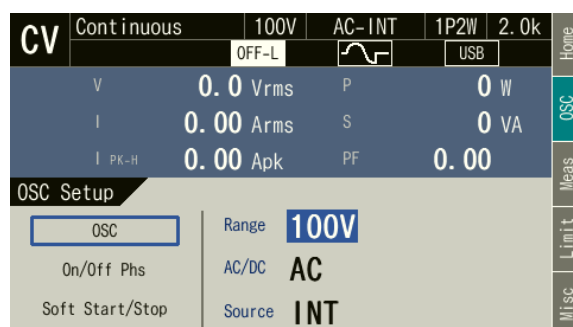 CV Continuous 100V AC-INT 1P2W 2.0k
OFF-L USB
V 0.0 Vrms P 0 W
I 0.00 Arms S 0 VA
I PK-H 0.00 Apk PF 0.00
OSC Setup
OSC Range 100V
On/Off Phs AC/DC AC
Soft Start/Stop Source INT
Home
OSC
Meas
Limit
Misc